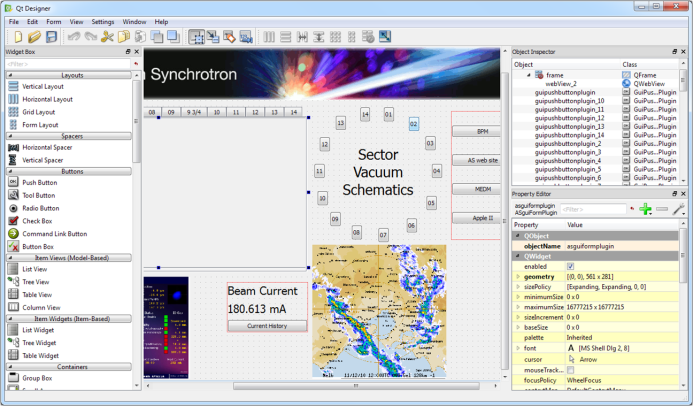 Qt Designer
File Edit Form View Settings Window Help
Widget Box
<Filter>
Layouts
Vertical Layout
Horizontal Layout
Grid Layout
Form Layout
Spacers
Horizontal Spacer
Vertical Spacer
Buttons
Push Button
Tool Button
Radio Button
Check Box
Command Link Button
Button Box
Item Views (Model-Based)
List View
Tree View
Table View
Column View
Item Widgets (Item-Based)
List Widget
Tree Widget
Table Widget
Containers
Group Box
Synchrotron
08 09 9 3/4 10 11 12 13 14
14 01
13 02
12 03
11 04
10 05
09 06
08 07
Sector
Vacuum
Schematics
BPM
AS web site
MEDM
Apple II
Beam Current
180.613 mA
Current History
Object Inspector
Object Class
frame QFrame
webView_2 QWebView
guipushbuttonplugin GuiPus...Plugin
guipushbuttonplugin_10 GuiPus...Plugin
guipushbuttonplugin_11 GuiPus...Plugin
guipushbuttonplugin_12 GuiPus...Plugin
guipushbuttonplugin_13 GuiPus...Plugin
guipushbuttonplugin_14 GuiPus...Plugin
guipushbuttonplugin_2 GuiPus...Plugin
guipushbuttonplugin_3 GuiPus...Plugin
guipushbuttonplugin_4 GuiPus...Plugin
guipushbuttonplugin_5 GuiPus...Plugin
guipushbuttonplugin_6 GuiPus...Plugin
Property Editor
asguiformplugin
ASGuiFormPlugin
<Filter>
Property Value
QObject
objectName asguiformplugin
QWidget
enabled
geometry [(0, 0), 561 x 281]
sizePolicy [Expanding, Expanding, 0, 0]
minimumSize 0 x 0
maximumSize 16777215 x 16777215
sizeIncrement 0 x 0
baseSize 0 x 0
palette Inherited
font A [MS Shell Dlg 2, 8]
cursor Arrow
mouseTrack...
focusPolicy WheelFocus